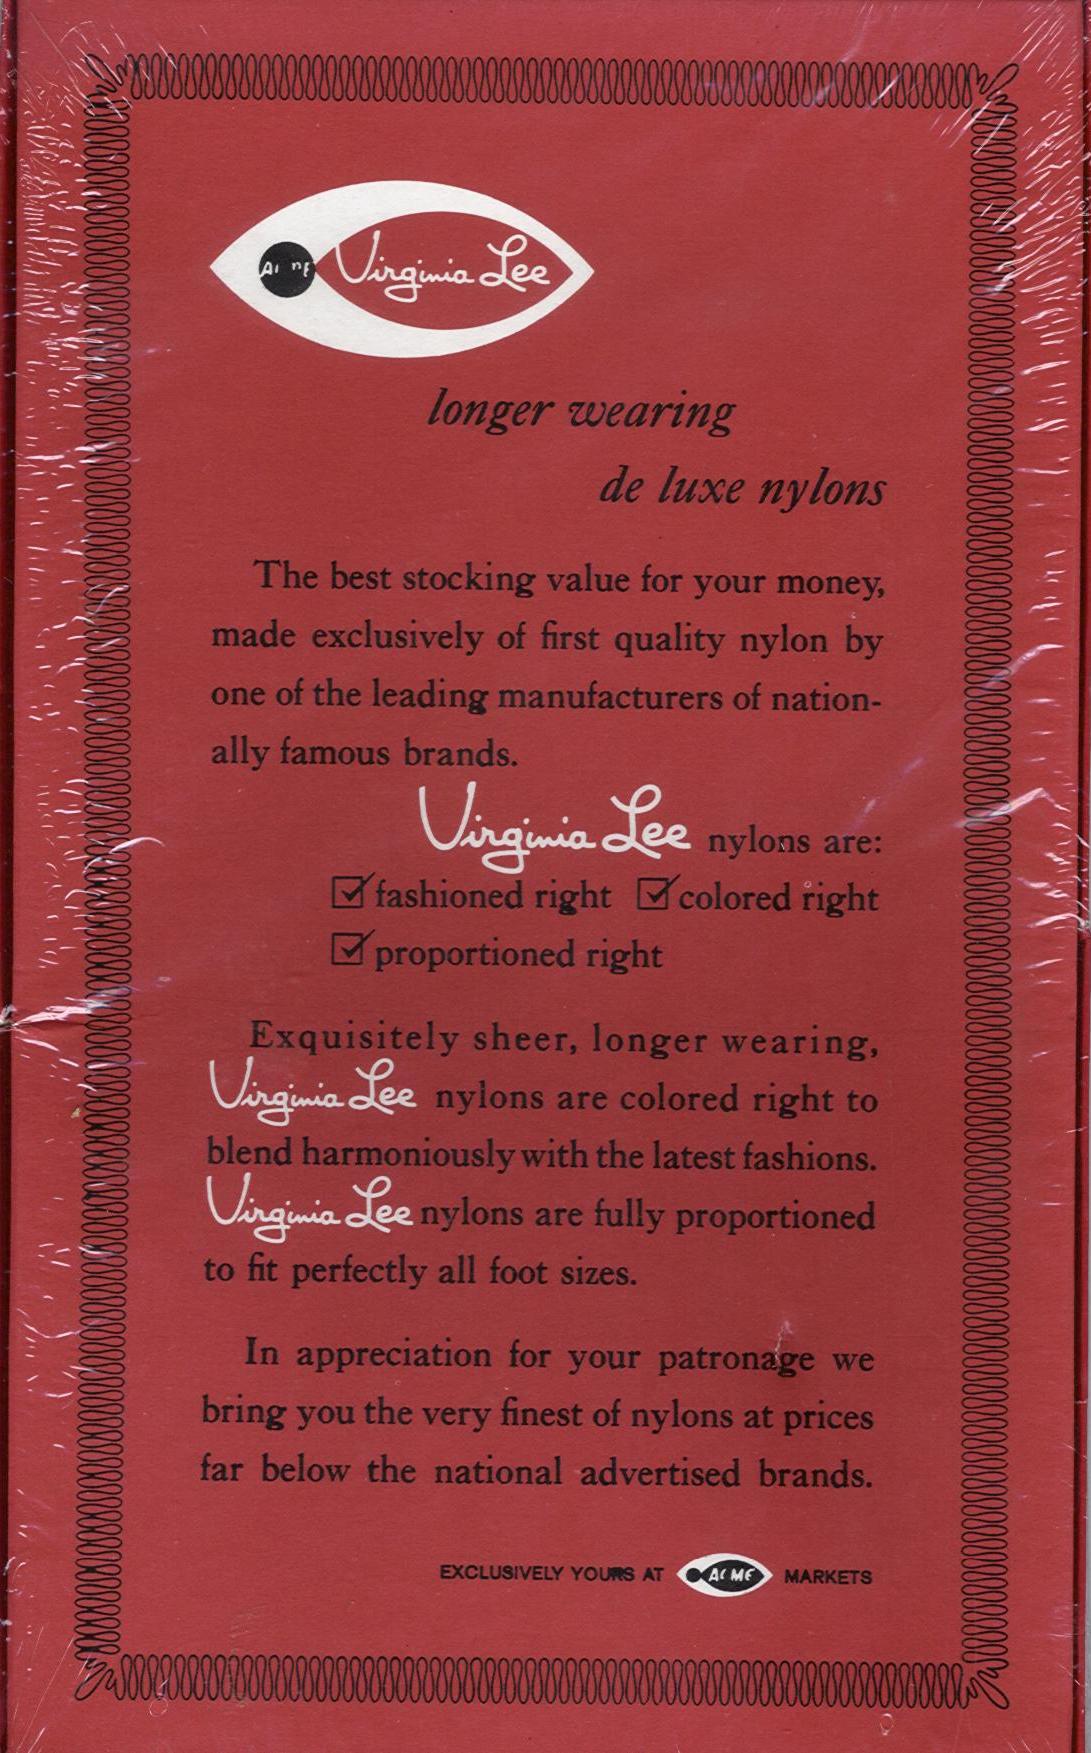 ACME Virginia Lee
longer wearing
de luxe nylons
The best stocking value for your money,
made exclusively of first quality nylon by
one of the leading manufacturers of nation-
ally famous brands.
Virginia Lee nylons are:
fashioned right colored right
proportioned right
Exquisitely sheer, longer wearing,
Virginia Lee nylons are colored right to
blend harmoniously with the latest fashions.
Virginia Lee nylons are fully proportioned
to fit perfectly all foot sizes.
In appreciation for your patronage we
bring you the very finest of nylons at prices
far below the national advertised brands.
EXCLUSIVELY YOURS AT ACME MARKETS